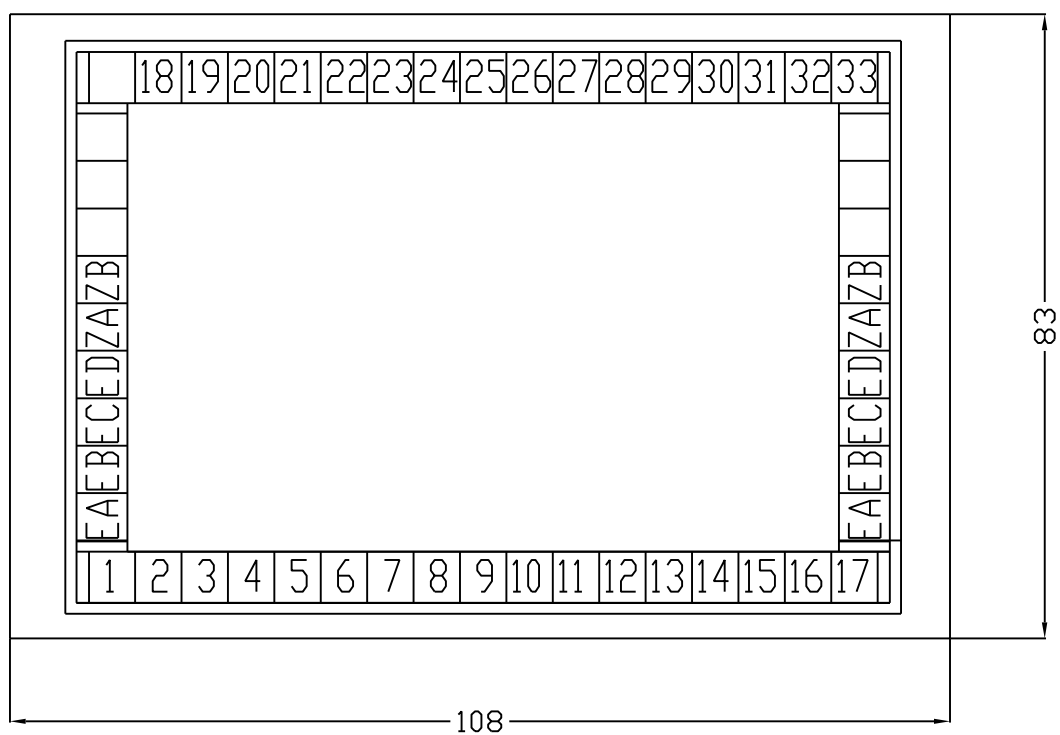 18 19 20 21 22 23 24 25 26 27 28 29 30 31 32 33
ZB ZB
ZA ZA
83
ED ED
EC EC
EB EB
EA EA
1 2 3 4 5 6 7 8 9 10 11 12 13 14 15 16 17
108